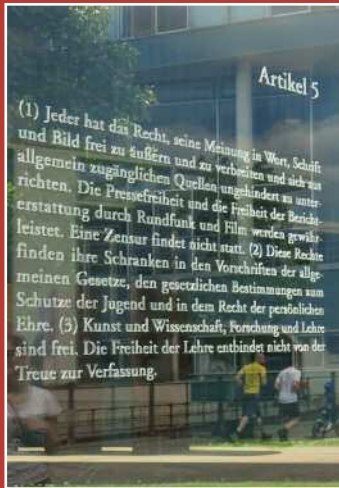 Artikel 5
(1) Jeder hat das Recht, seine Meinung in Wort, Schrift
und Bild frei zu äußern und zu verbreiten und sich aus
allgemein zugänglichen Quellen ungehindert zu unter-
richten. Die Pressefreiheit und die Freiheit der Bericht-
erstattung durch Rundfunk und Film werden gewähr-
leistet. Eine Zensur findet nicht statt. (2) Diese Rechte
finden ihre Schranken in den Vorschriften der allge-
meinen Gesetze, den gesetzlichen Bestimmungen zum
Schutze der Jugend und in dem Recht der persönlichen
Ehre. (3) Kunst und Wissenschaft, Forschung und Lehre
sind frei. Die Freiheit der Lehre entbindet nicht von der
Treue zur Verfassung.